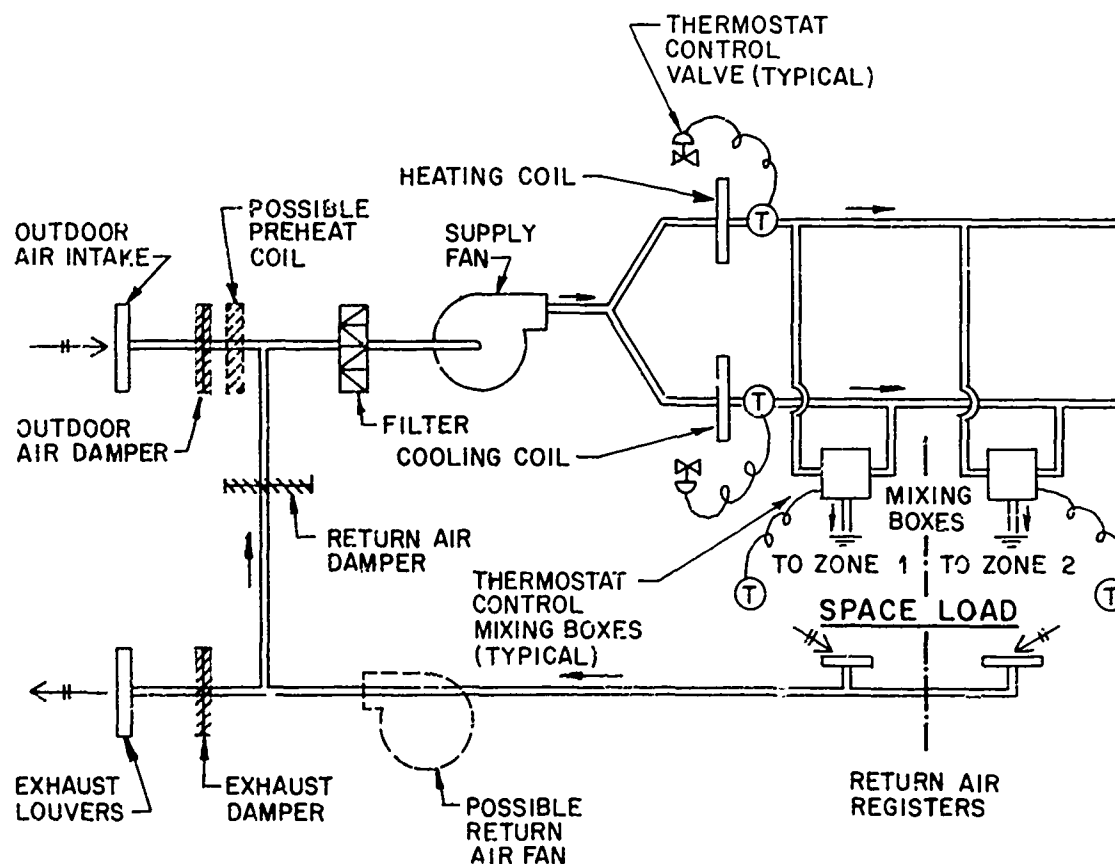 THERMOSTAT
CONTROL
VALVE (TYPICAL)
HEATING COIL
POSSIBLE
PREHEAT
COIL
OUTDOOR
AIR INTAKE
SUPPLY
FAN
T
OUTDOOR
AIR DAMPER
FILTER
COOLING COIL
T
MIXING
BOXES
RETURN AIR
DAMPER
TO ZONE 1
TO ZONE 2
THERMOSTAT
CONTROL
MIXING BOXES
(TYPICAL)
T
T
SPACE LOAD
EXHAUST
LOUVERS
EXHAUST
DAMPER
POSSIBLE
RETURN
AIR FAN
RETURN AIR
REGISTERS